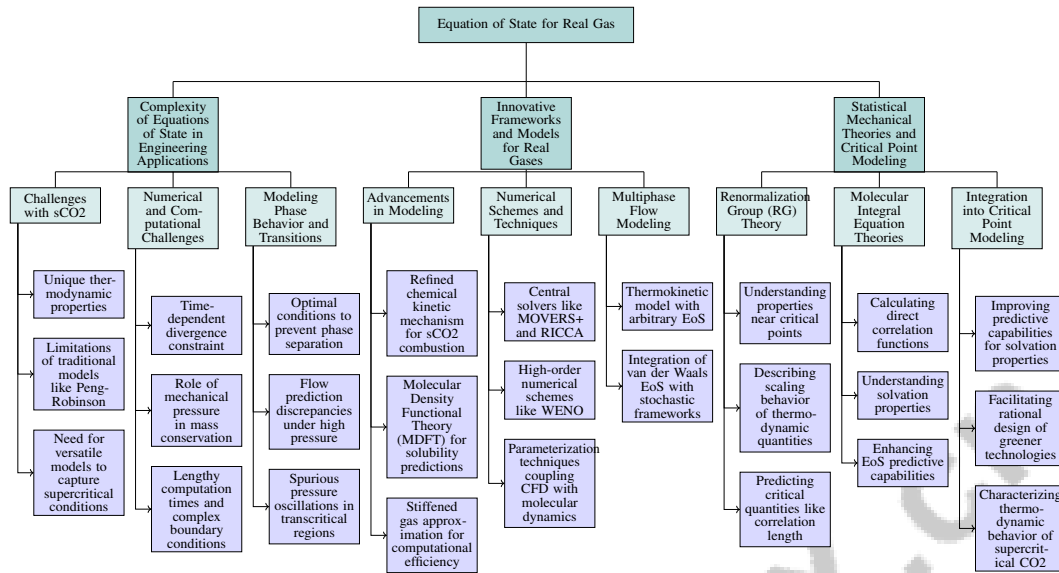 Equation of State for Real Gas
Complexity
of Equations
of State in
Engineering
Applications
Innovative
Frameworks
and Models
for Real
Gases
Statistical
Mechanical
Theories and
Critical Point
Modeling
Challenges
with sCO2
Numerical
and Com-
putational
Challenges
Modeling
Phase
Behavior and
Transitions
Advancements
in Modeling
Numerical
Schemes and
Techniques
Multiphase
Flow
Modeling
Renormalization
Group (RG)
Theory
Molecular
Integral
Equation
Theories
Integration
into Critical
Point
Modeling
Unique ther-
modynamic
properties
Limitations
of traditional
models
like Peng-
Robinson
Need for
versatile
models to
capture
supercritical
conditions
Time-
dependent
divergence
constraint
Role of
mechanical
pressure
in mass
conservation
Lengthy
computation
times and
complex
boundary
conditions
Optimal
conditions to
prevent phase
separation
Flow
prediction
discrepancies
under high
pressure
Spurious
pressure
oscillations in
transcritical
regions
Refined
chemical
kinetic
mechanism
for sCO2
combustion
Molecular
Density
Functional
Theory
(MDFT) for
solubility
predictions
Stiffened
gas approx-
imation for
computational
efficiency
Central
solvers like
MOVERS+
and RICCA
High-order
numerical
schemes
like WENO
Parameterization
techniques
coupling
CFD with
molecular
dynamics
Thermokinetic
model with
arbitrary EoS
Integration of
van der Waals
EoS with
stochastic
frameworks
Understanding
properties
near critical
points
Describing
scaling
behavior
of thermo-
dynamic
quantities
Predicting
critical
quantities like
correlation
length
Calculating
direct
correlation
functions
Understanding
solvation
properties
Enhancing
EoS predictive
capabilities
Improving
predictive
capabilities
for solvation
properties
Facilitating
rational
design of
greener
technologies
Characterizing
thermo-
dynamic
behavior of
supercrit-
ical CO2